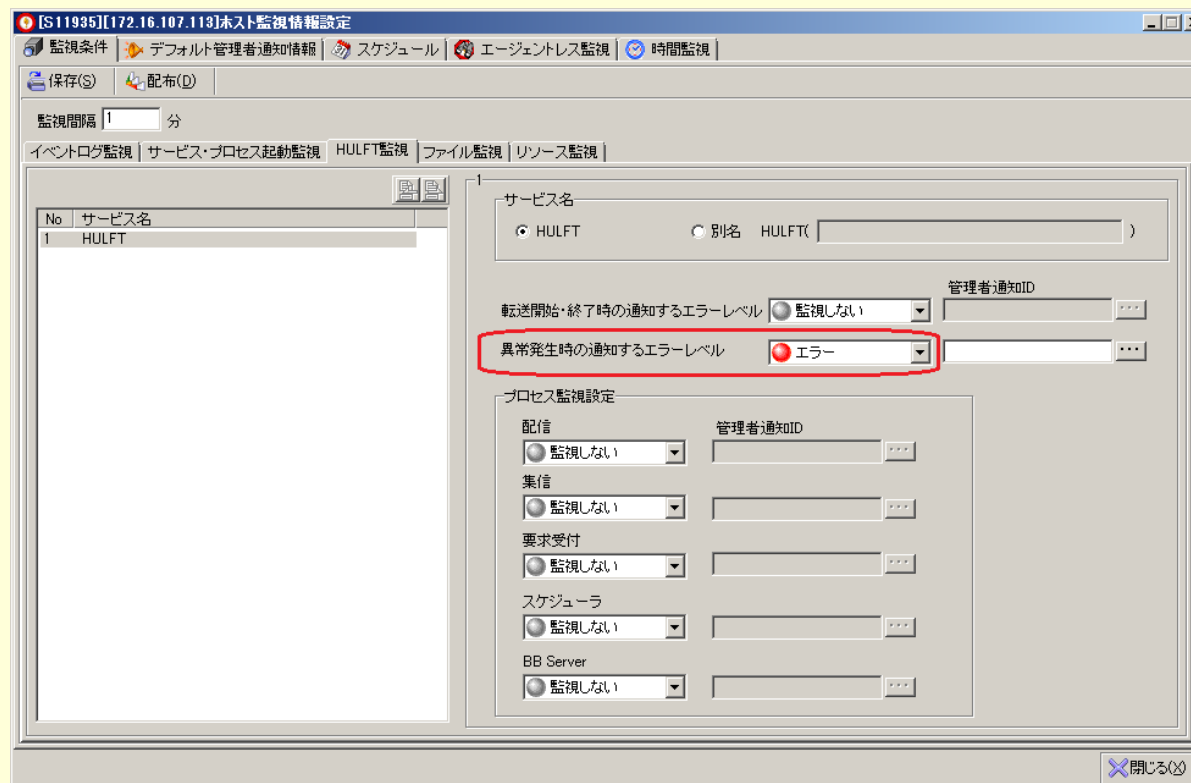 [S11935][172.16.107.113]ホスト監視情報設定
監視条件 デフォルト管理者通知情報 スケジュール エージェントレス監視 時間監視
保存(S) 配布(D)
監視間隔 1 分
イベントログ監視 サービス・プロセス起動監視 HULFT監視 ファイル監視 リソース監視
No サービス名
1 HULFT
1
サービス名
HULFT 別名 HULFT( )
管理者通知ID
転送開始・終了時の通知するエラーレベル 監視しない ...
異常発生時の通知するエラーレベル エラー ...
プロセス監視設定
配信 管理者通知ID
監視しない ...
集信
監視しない ...
要求受付
監視しない ...
スケジューラ
監視しない ...
BB Server
監視しない ...
閉じる(X)